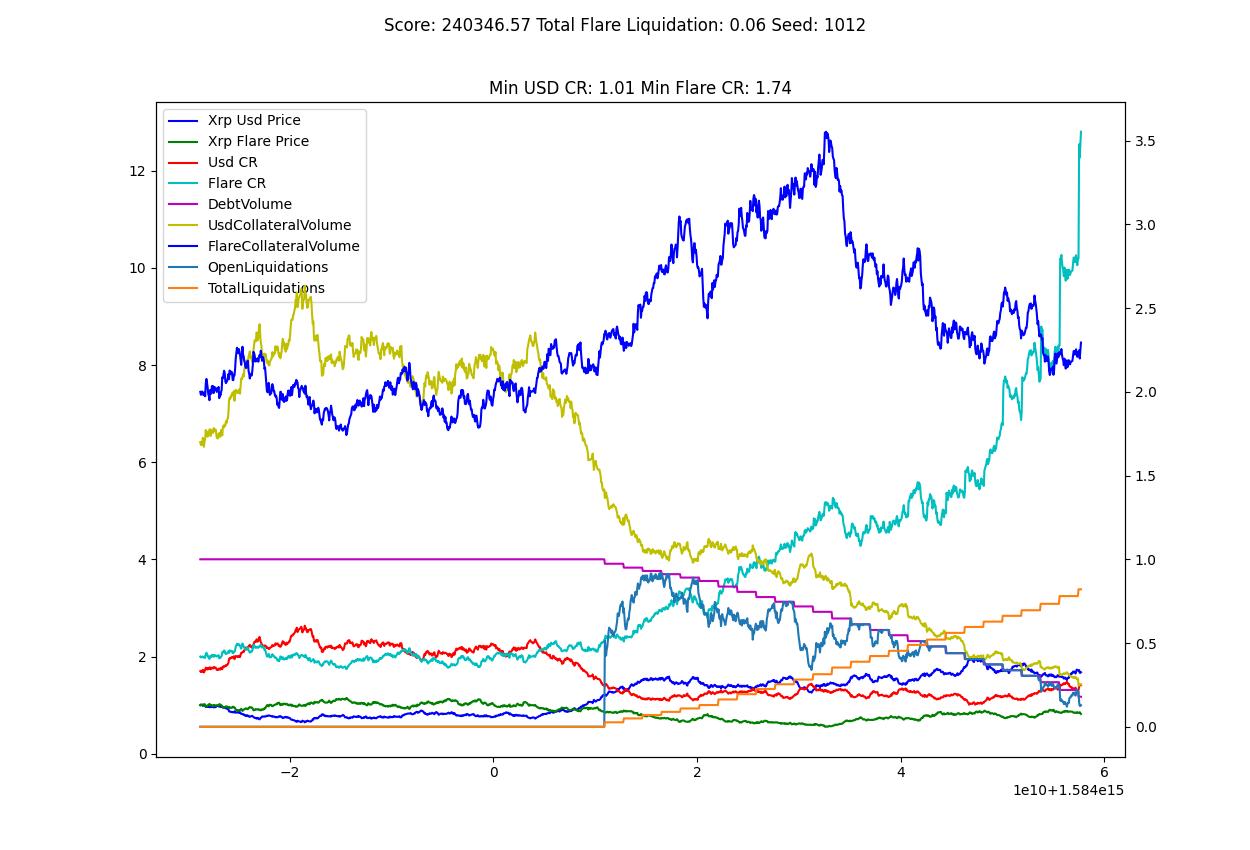 Score: 240346.57 Total Flare Liquidation: 0.06 Seed: 1012
Min USD CR: 1.01 Min Flare CR: 1.74
Xrp Usd Price
Xrp Flare Price
Usd CR
Flare CR
DebtVolume
UsdCollateralVolume
FlareCollateralVolume
OpenLiquidations
TotalLiquidations
12
10
8
6
4
2
0
3.5
3.0
2.5
2.0
1.5
1.0
0.5
0.0
−2
0
2
4
6
1e10+1.584e15